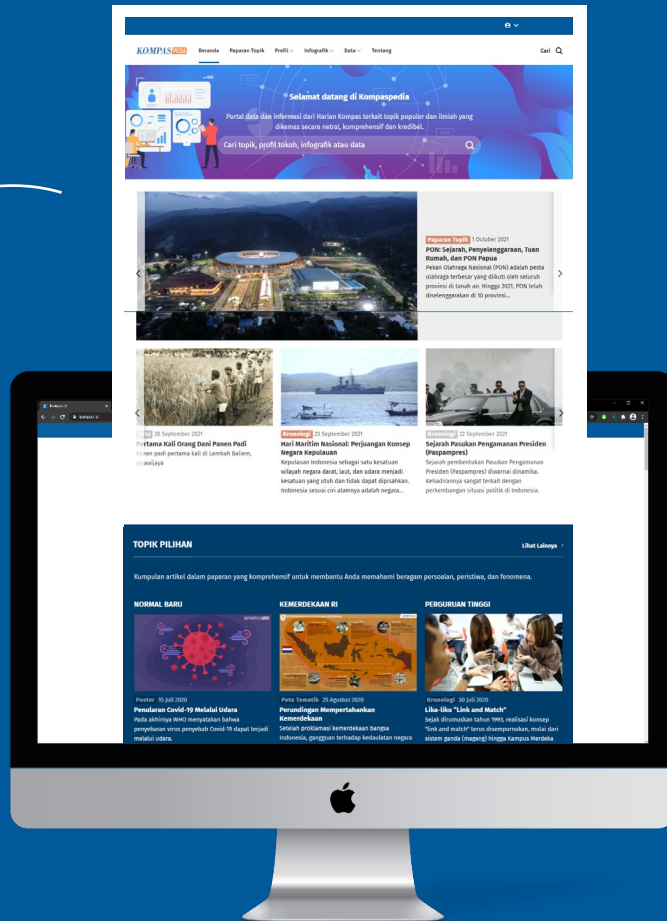 KOMPAS PEDIA
Beranda
Paparan Topik
Profil
Infografik
Data
Tentang
Cari
Selamat datang di Kompaspedia
Portal data dan informasi dari Harian Kompas terkait topik populer dan ilmiah yang
dikemas secara netral, komprehensif dan kredibel.
Cari topik, profil tokoh, infografik atau data
Paparan Topik 1 October 2021
PON: Sejarah, Penyelenggaraan, Tuan
Rumah, dan PON Papua
Pekan Olahraga Nasional (PON) adalah pesta
olahraga terbesar yang diikuti oleh seluruh
provinsi di tanah air. Hingga 2021, PON telah
diselenggarakan di 10 provinsi...
28 September 2021
Pertama Kali Orang Dani Panen Padi
Panen padi pertama kali di Lembah Baliem,
Kronologi 23 September 2021
Hari Maritim Nasional: Perjuangan Konsep
Negara Kepulauan
Kepulauan Indonesia sebagai satu kesatuan
wilayah negara darat, laut, dan udara menjadi
kesatuan yang utuh dan tidak dapat dipisahkan.
Indonesia sesuai ciri alamnya adalah negara...
Kronologi 22 September 2021
Sejarah Pasukan Pengamanan Presiden
(Paspampres)
Sejarah pembentukan Pasukan Pengamanan
Presiden (Paspampres) diwarnai dinamika.
Kehadirannya sangat terkait dengan
perkembangan situasi politik di Indonesia.
TOPIK PILIHAN
Lihat Lainnya
Kumpulan artikel dalam paparan yang komprehensif untuk membantu Anda memahami beragam persoalan, peristiwa, dan fenomena.
NORMAL BARU
Poster 15 Juli 2020
Penularan Covid-19 Melalui Udara
Pada akhirnya WHO menyatakan bahwa
penyebaran virus penyebab Covid-19 dapat terjadi
melalui udara.
KEMERDEKAAN RI
Peta Tematik 25 Agustus 2020
Perundingan Mempertahankan
Kemerdekaan
Setelah proklamasi kemerdekaan bangsa
Indonesia, gangguan terhadap kedaulatan negara
PERGURUAN TINGGI
Kronologi 30 Juli 2020
Lika-liku "Link and Match"
Sejak dirumuskan tahun 1993, realisasi konsep
"link and match" terus disempurnakan, mulai dari
sistem ganda (magang) hingga Kampus Merdeka